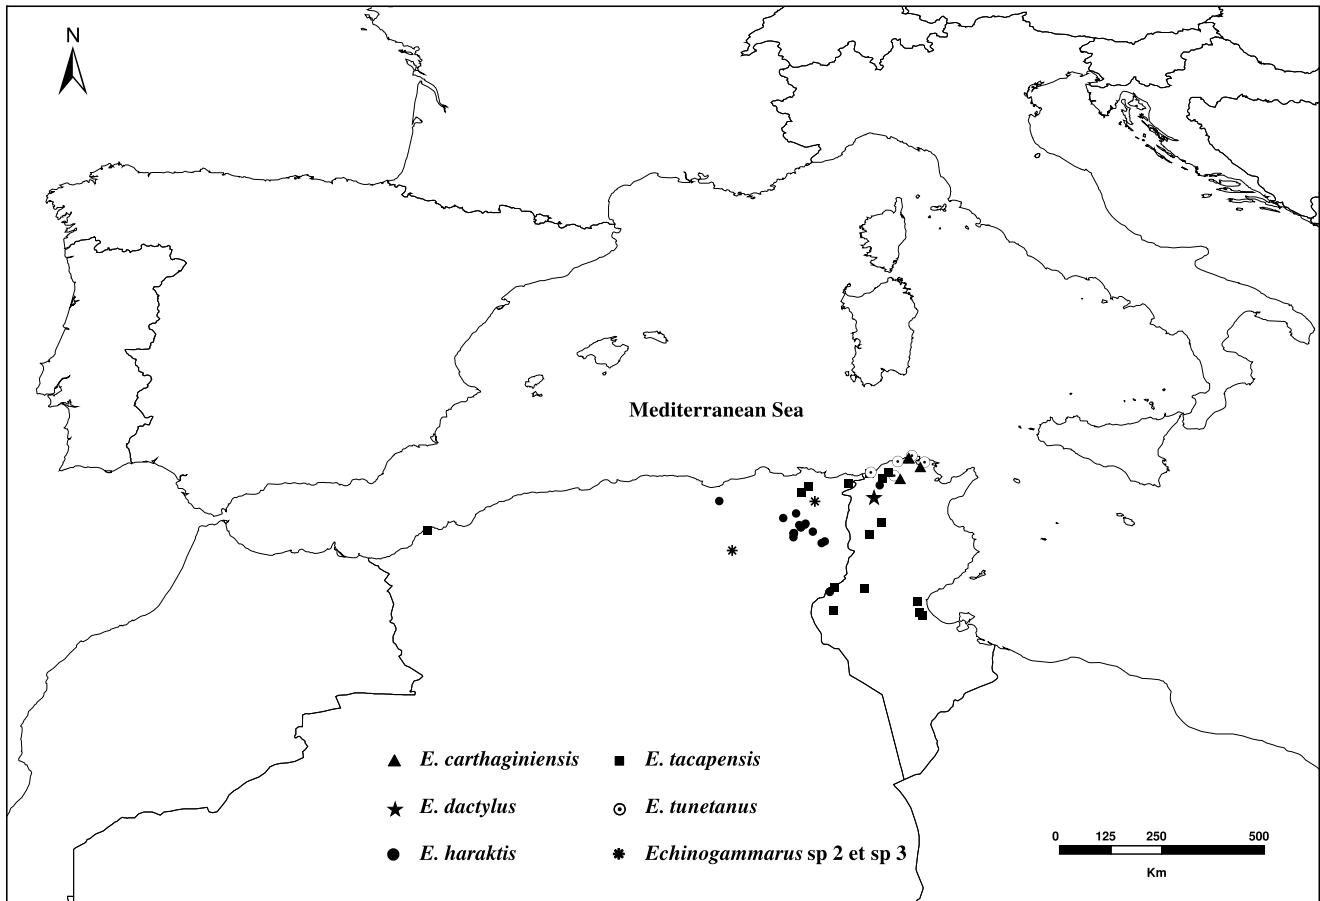 N
Mediterranean Sea
E. carthaginiensis
E. tacapensis
E. dactylus
E. tunetanus
E. haraktis
Echinogammarus sp 2 et sp 3
0 125 250 500
Km